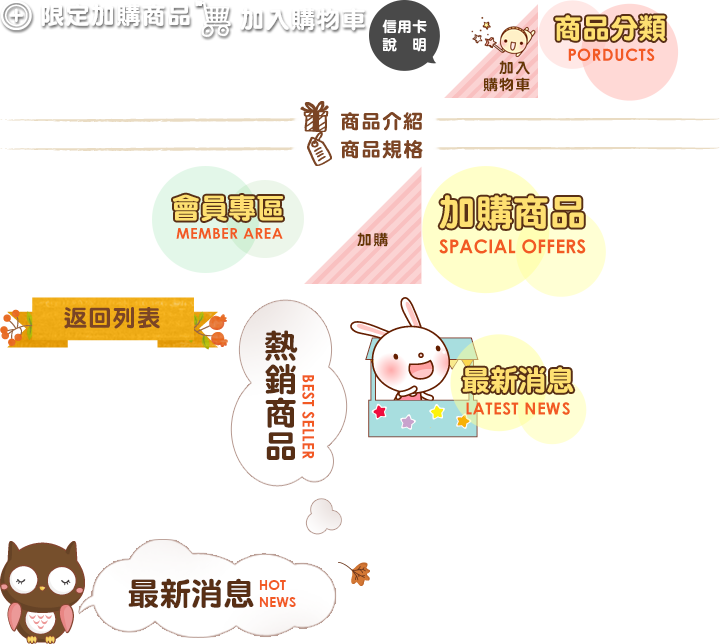 限定加購商品
加入購物車
信用卡
說 明
加入
購物車
商品分類
PORDUCTS
商品介紹
商品規格
會員專區
MEMBER AREA
加購
加購商品
SPACIAL OFFERS
返回列表
熱銷商品
BEST SELLER
最新消息
LATEST NEWS
最新消息
HOT
NEWS